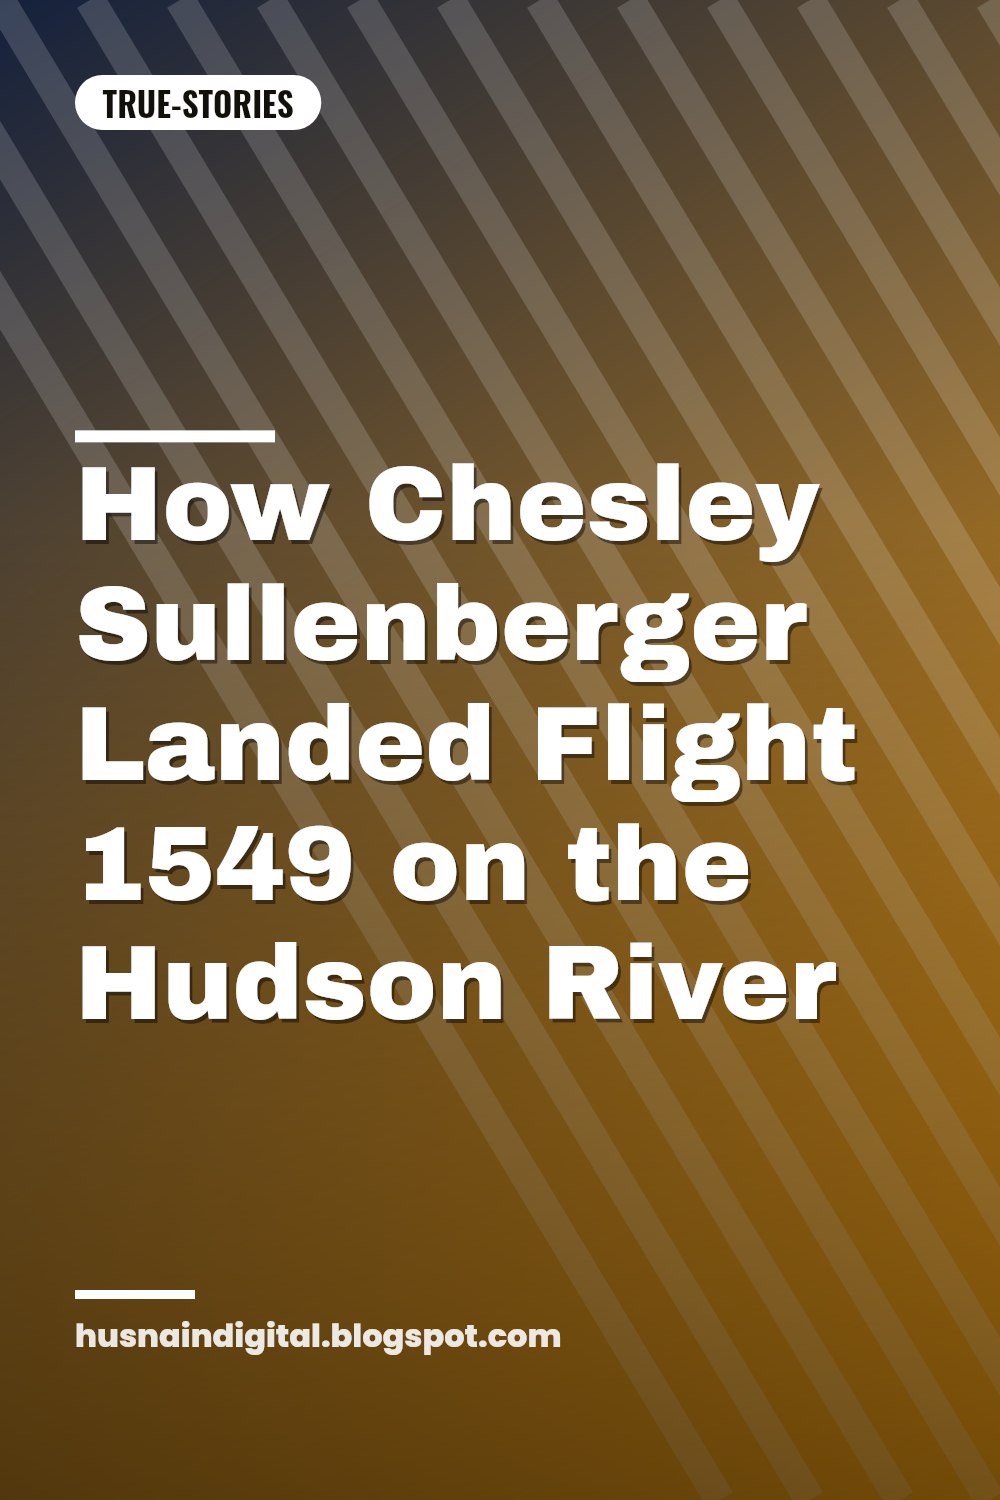 TRUE-STORIES
How Chesley
Sullenberger
Landed Flight
1549 on the
Hudson River
husnaindigital.blogspot.com